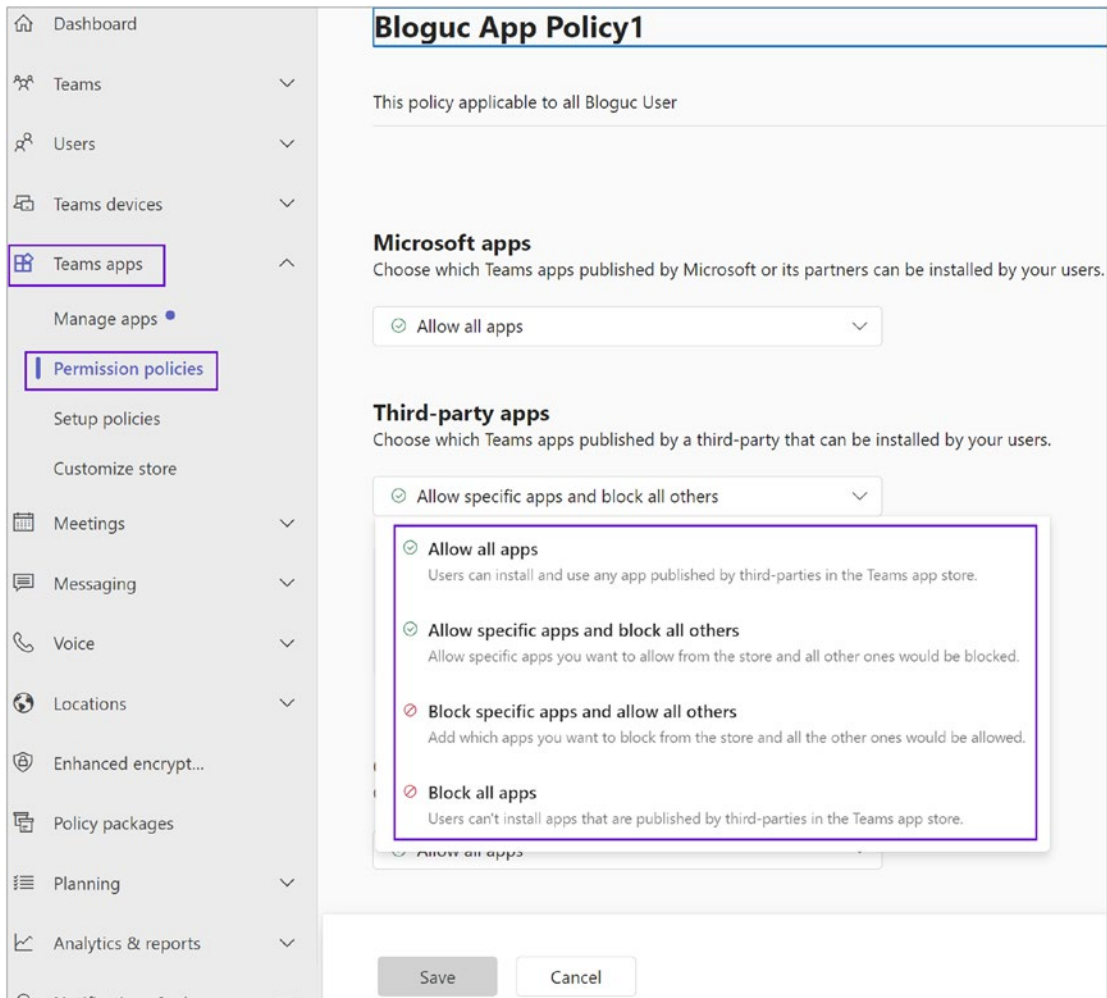 Dashboard
Teams
Users
Teams devices
Teams apps
Manage apps
Permission policies
Setup policies
Customize store
Meetings
Messaging
Voice
Locations
Enhanced encrypt...
Policy packages
Planning
Analytics & reports
Bloguc App Policy1
This policy applicable to all Bloguc User
Microsoft apps
Choose which Teams apps published by Microsoft or its partners can be installed by your users.
Allow all apps
Third-party apps
Choose which Teams apps published by a third-party that can be installed by your users.
Allow specific apps and block all others
Allow all apps
Users can install and use any app published by third-parties in the Teams app store.
Allow specific apps and block all others
Allow specific apps you want to allow from the store and all other ones would be blocked.
Block specific apps and allow all others
Add which apps you want to block from the store and all the other ones would be allowed.
Block all apps
Users can't install apps that are published by third-parties in the Teams app store.
Allow all apps
Save
Cancel